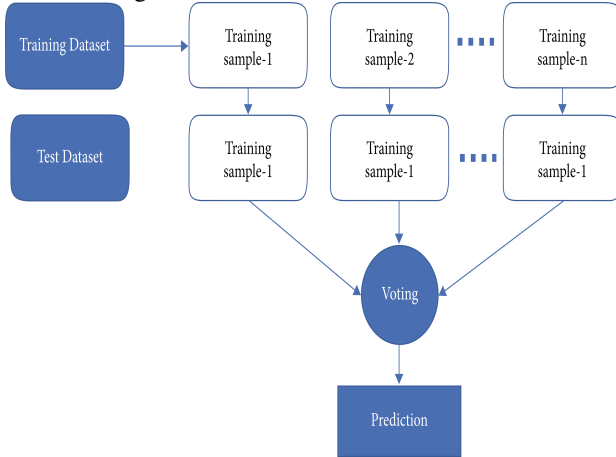 Training Dataset
Training
sample-1
Training
sample-2
Training
sample-n
Test Dataset
Training
sample-1
Training
sample-1
Training
sample-1
Voting
Prediction